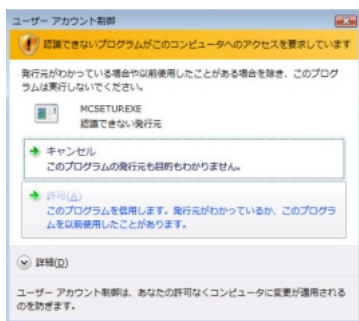 ユーザー アカウント制御
認識できないプログラムがこのコンピュータへのアクセスを要求しています
発行元がわかっている場合や以前使用したことがある場合を除き、このプログ
ラムは実行しないでください。
MCSETUP.EXE
認識できない発行元
キャンセル
このプログラムの発行元も目的もわかりません。
許可(A)
このプログラムを信用します。発行元がわかっているか、このプログラ
ムを以前使用したことがあります。
詳細(D)
ユーザー アカウント制御は、あなたの許可なくコンピュータに変更が適用される
のを防ぎます。